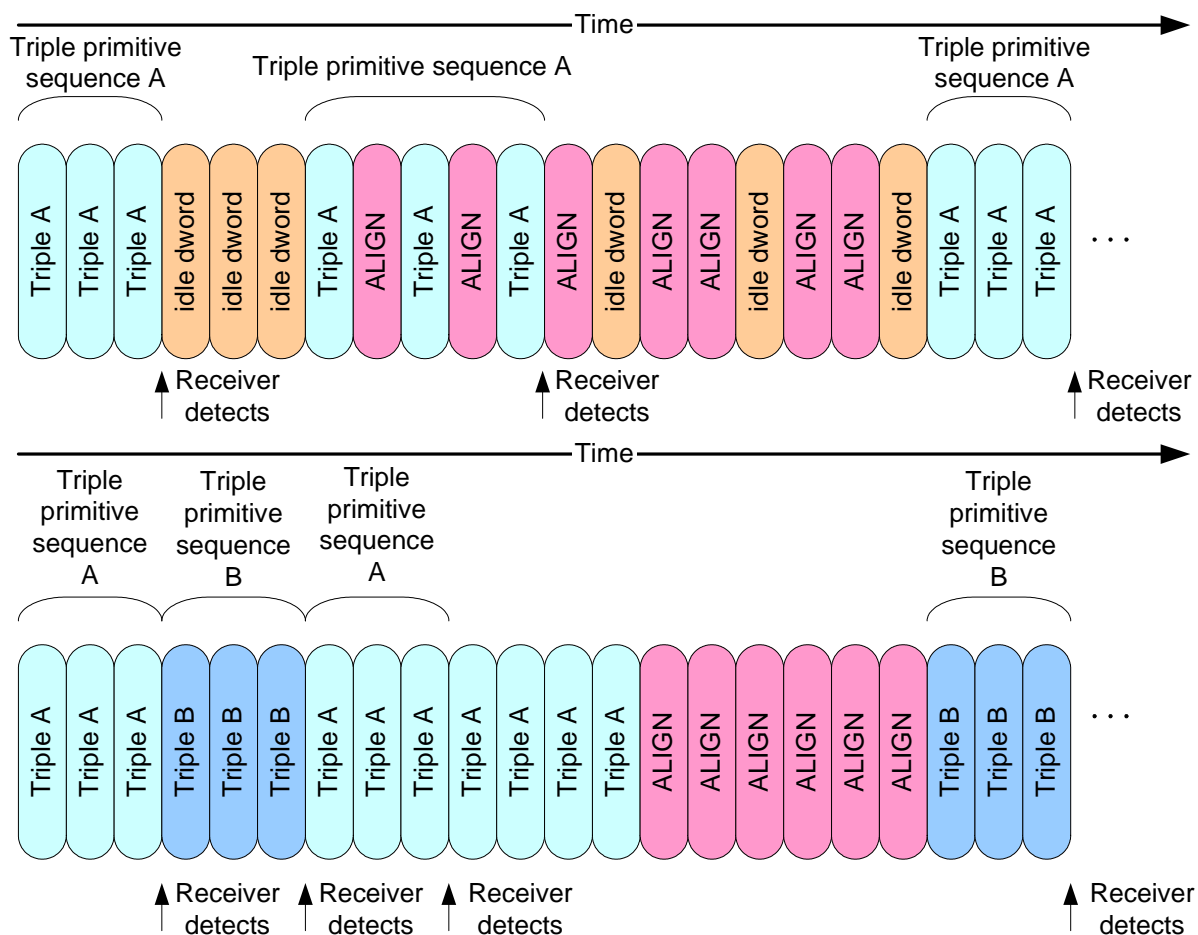 Time
Triple primitive
sequence A
Triple primitive sequence A
Triple primitive
sequence A
Triple A
Triple A
Triple A
idle dword
idle dword
idle dword
Triple A
ALIGN
Triple A
ALIGN
Triple A
ALIGN
idle dword
ALIGN
ALIGN
idle dword
ALIGN
ALIGN
idle dword
Triple A
Triple A
Triple A
. . .
Receiver
detects
Receiver
detects
Receiver
detects
Time
Triple
primitive
sequence
A
Triple
primitive
sequence
B
Triple
primitive
sequence
A
Triple
primitive
sequence
B
Triple A
Triple A
Triple A
Triple B
Triple B
Triple B
Triple A
Triple A
Triple A
Triple A
Triple A
Triple A
Triple A
ALIGN
ALIGN
ALIGN
ALIGN
ALIGN
ALIGN
Triple B
Triple B
Triple B
. . .
Receiver
detects
Receiver
detects
Receiver
detects
Receiver
detects